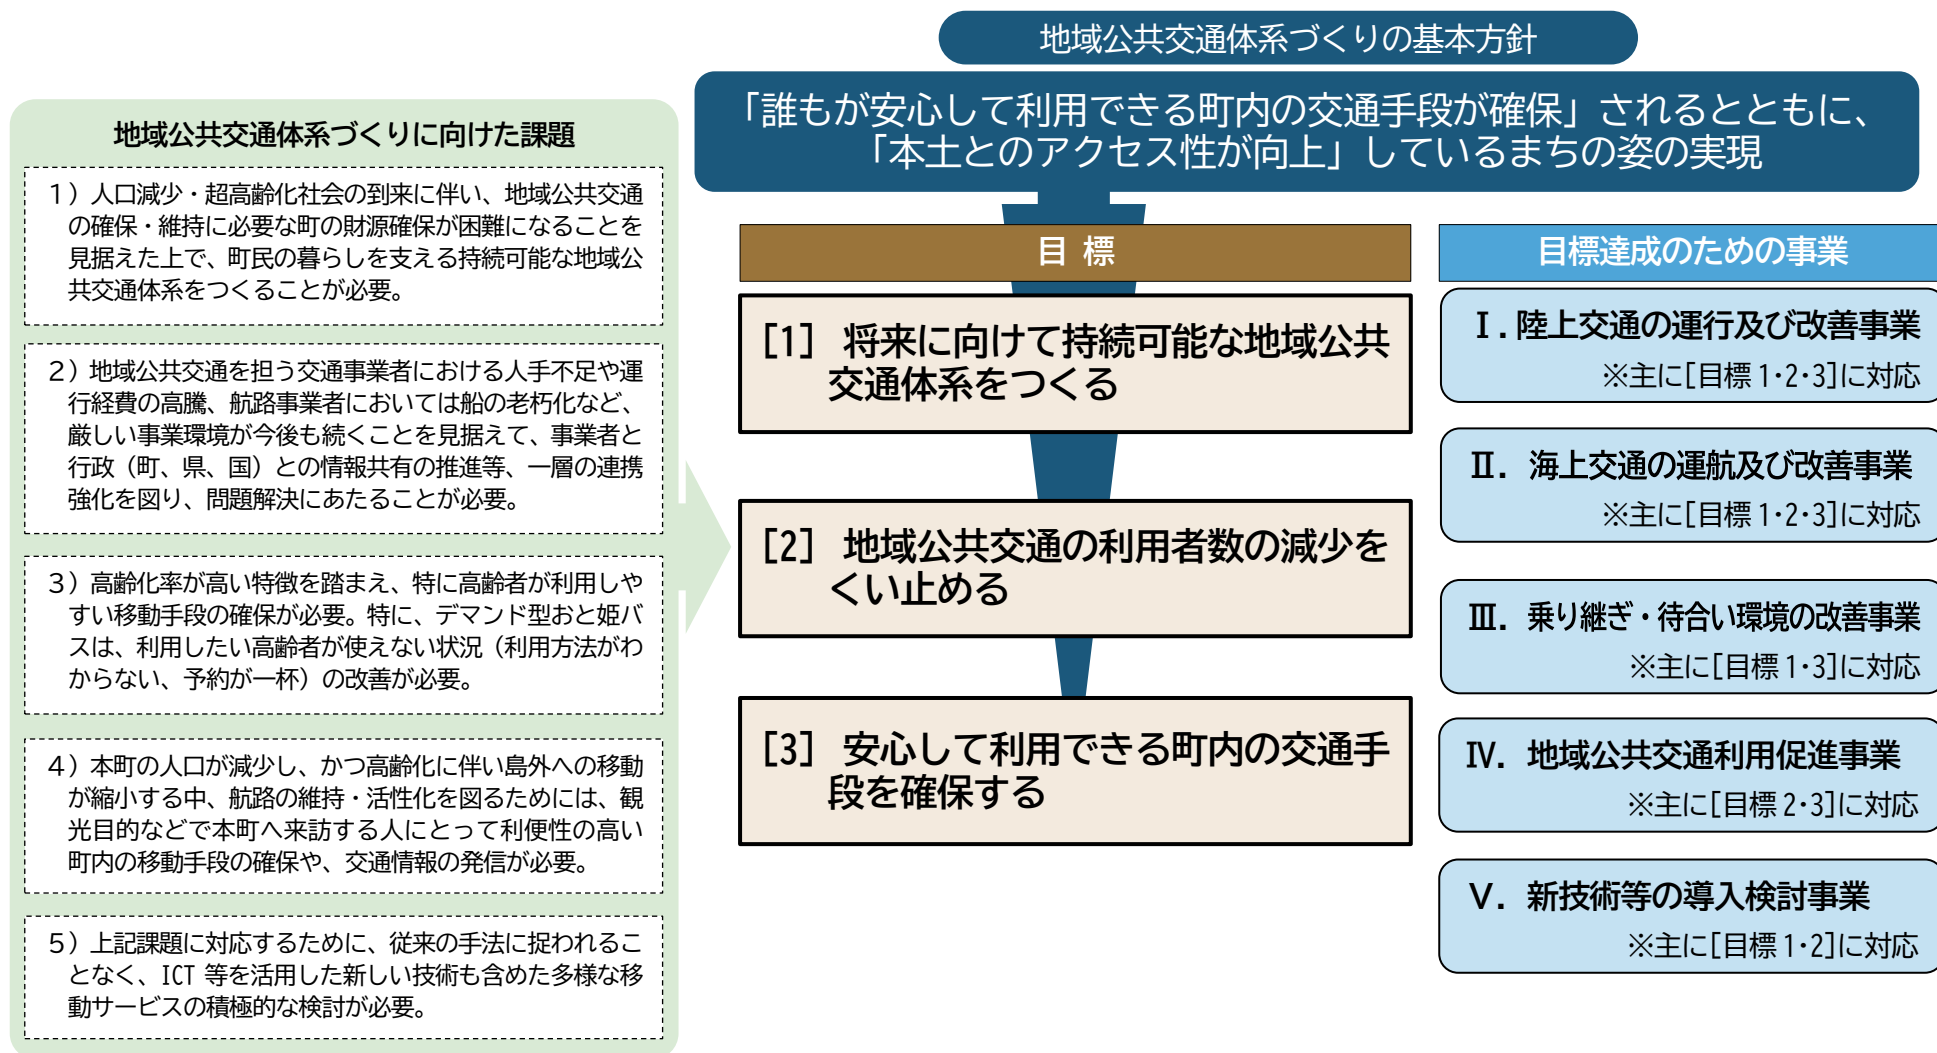 地域公共交通体系づくりの基本方針
「誰もが安心して利用できる町内の交通手段が確保」されるとともに、
「本土とのアクセス性が向上」しているまちの姿の実現
地域公共交通体系づくりに向けた課題
1）人口減少・超高齢化社会の到来に伴い、地域公共交通
の確保・維持に必要な町の財源確保が困難になることを
見据えた上で、町民の暮らしを支える持続可能な地域公
共交通体系をつくることが必要。
2）地域公共交通を担う交通事業者における人手不足や運
行経費の高騰、航路事業者においては船の老朽化など、
厳しい事業環境が今後も続くことを見据えて、事業者と
行政（町、県、国）との情報共有の推進等、一層の連携
強化を図り、問題解決にあたることが必要。
3）高齢化率が高い特徴を踏まえ、特に高齢者が利用しや
すい移動手段の確保が必要。特に、デマンド型おと姫バ
スは、利用したい高齢者が使えない状況（利用方法がわ
からない、予約が一杯）の改善が必要。
4）本町の人口が減少し、かつ高齢化に伴い島外への移動
が縮小する中、航路の維持・活性化を図るためには、観
光目的などで本町へ来訪する人にとって利便性の高い
町内の移動手段の確保や、交通情報の発信が必要。
5）上記課題に対応するために、従来の手法に捉われるこ
となく、ICT 等を活用した新しい技術も含めた多様な移
動サービスの積極的な検討が必要。
目 標
[1] 将来に向けて持続可能な地域公共
交通体系をつくる
[2] 地域公共交通の利用者数の減少を
くい止める
[3] 安心して利用できる町内の交通手
段を確保する
目標達成のための事業
Ⅰ．陸上交通の運行及び改善事業
※主に[目標 1・2・3]に対応
Ⅱ．海上交通の運航及び改善事業
※主に[目標 1・2・3]に対応
Ⅲ．乗り継ぎ・待合い環境の改善事業
※主に[目標 1・3]に対応
Ⅳ．地域公共交通利用促進事業
※主に[目標 2・3]に対応
Ⅴ．新技術等の導入検討事業
※主に[目標 1・2]に対応